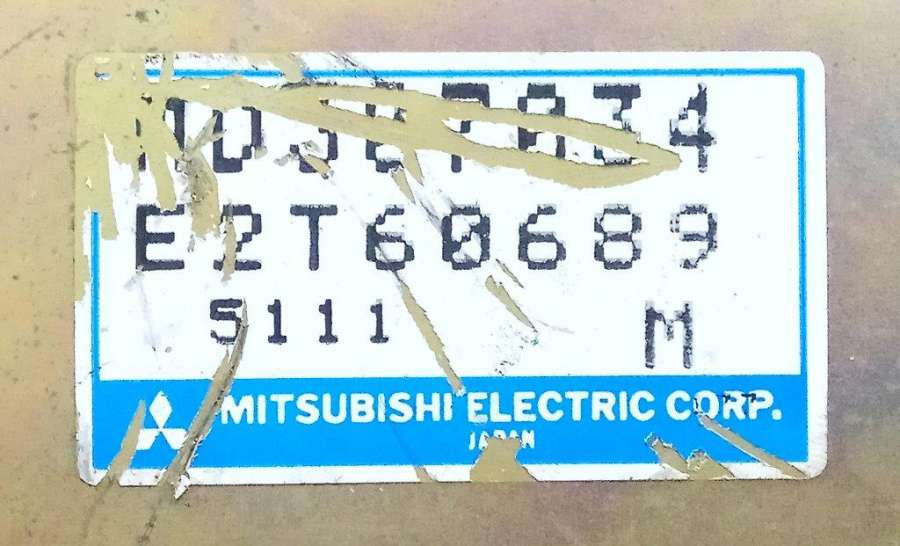 E2T60689
5111 M
MITSUBISHI ELECTRIC CORP.
JAPAN